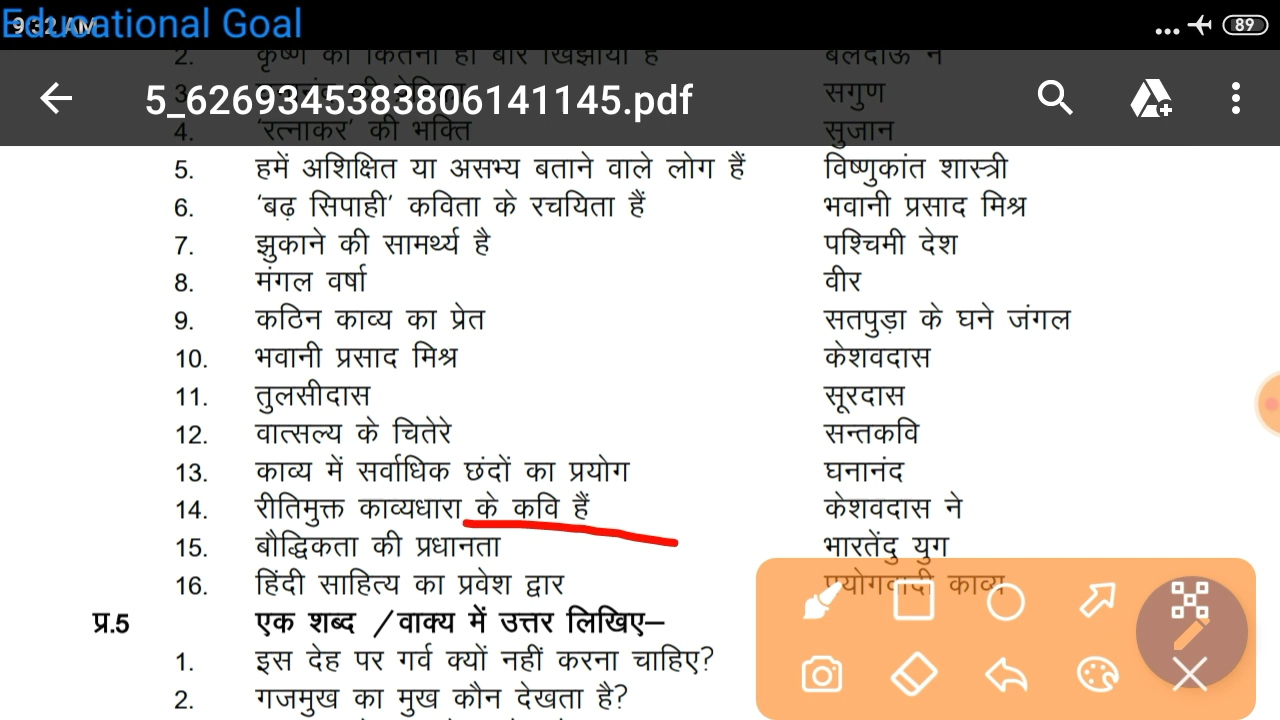 Educational Goal
9:32 AM
89
2. कृष्ण को कितनी ही बार खिझाया है बलदाऊ ने
5_6269345383806141145.pdf
3. सगुण
4. 'रत्नाकर' की भक्ति सुजान
5. हमें अशिक्षित या असभ्य बताने वाले लोग हैं विष्णुकांत शास्त्री
6. 'बढ़ सिपाही' कविता के रचयिता हैं भवानी प्रसाद मिश्र
7. झुकाने की सामर्थ्य है पश्चिमी देश
8. मंगल वर्षा वीर
9. कठिन काव्य का प्रेत सतपुड़ा के घने जंगल
10. भवानी प्रसाद मिश्र केशवदास
11. तुलसीदास सूरदास
12. वात्सल्य के चितेरे सन्तकवि
13. काव्य में सर्वाधिक छंदों का प्रयोग घनानंद
14. रीतिमुक्त काव्यधारा के कवि हैं केशवदास ने
15. बौद्धिकता की प्रधानता भारतेंदु युग
16. हिंदी साहित्य का प्रवेश द्वार प्रयोगवादी काव्य
प्र.5 एक शब्द /वाक्य में उत्तर लिखिए–
1. इस देह पर गर्व क्यों नहीं करना चाहिए?
2. गजमुख का मुख कौन देखता है?